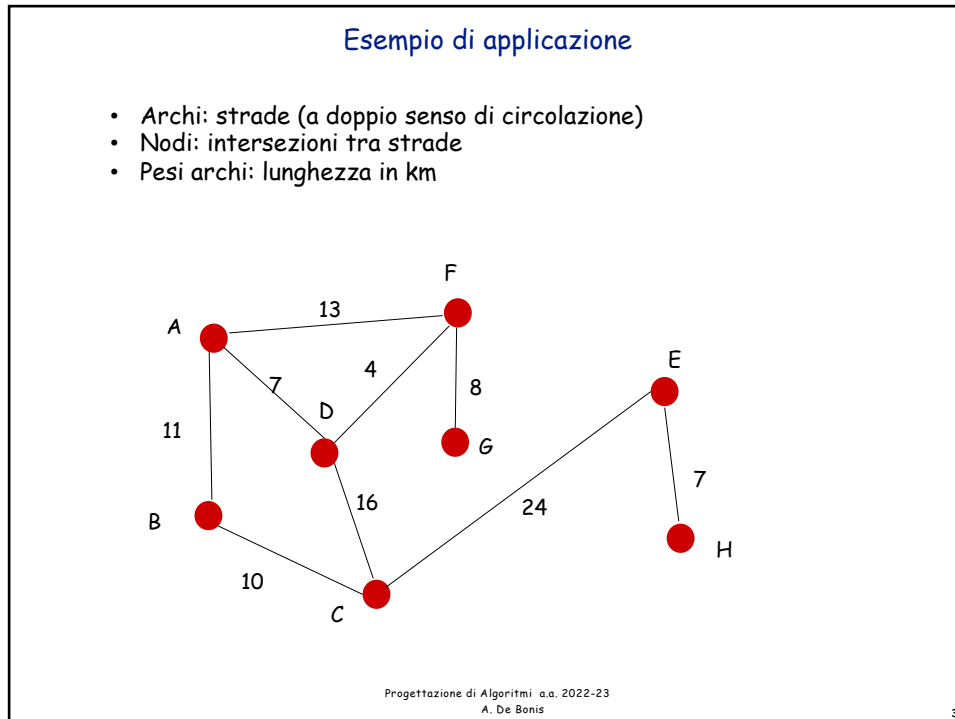 Esempio di applicazione
• Archi: strade (a doppio senso di circolazione)
• Nodi: intersezioni tra strade
• Pesi archi: lunghezza in km
F
13
A
E
4
7
8
D
11
G
7
16
24
B
H
10
C
Progettazione di Algoritmi a.a. 2022-23
A. De Bonis
3